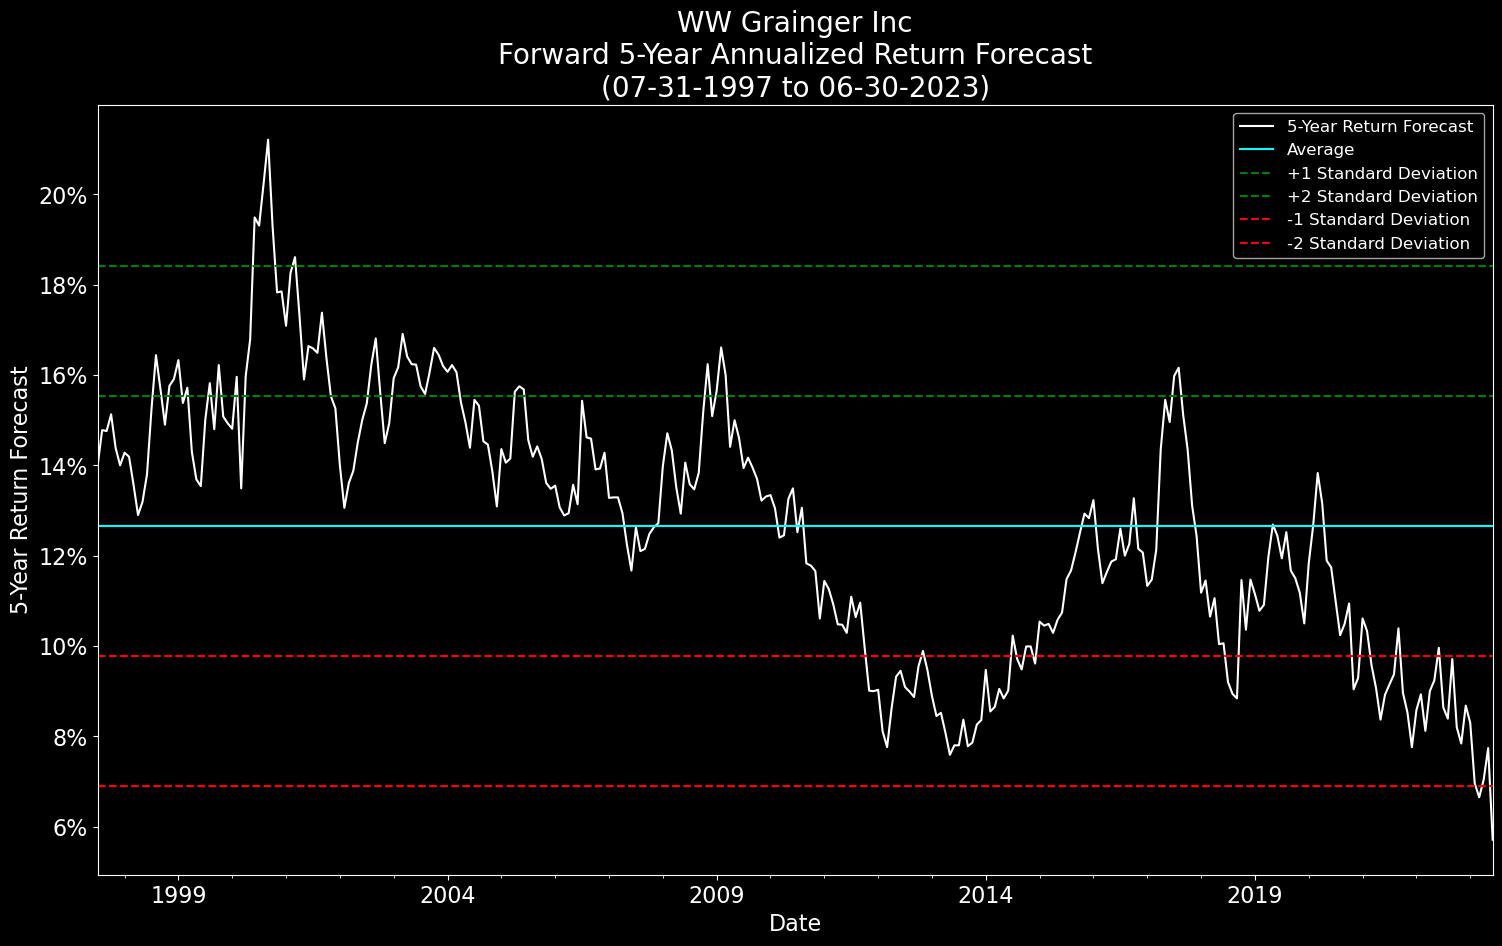 WW Grainger Inc
Forward 5-Year Annualized Return Forecast
(07-31-1997 to 06-30-2023)
5-Year Return Forecast
Average
+1 Standard Deviation
+2 Standard Deviation
-1 Standard Deviation
-2 Standard Deviation
5-Year Return Forecast
20%
18%
16%
14%
12%
10%
8%
6%
1999 2004 2009 2014 2019
Date